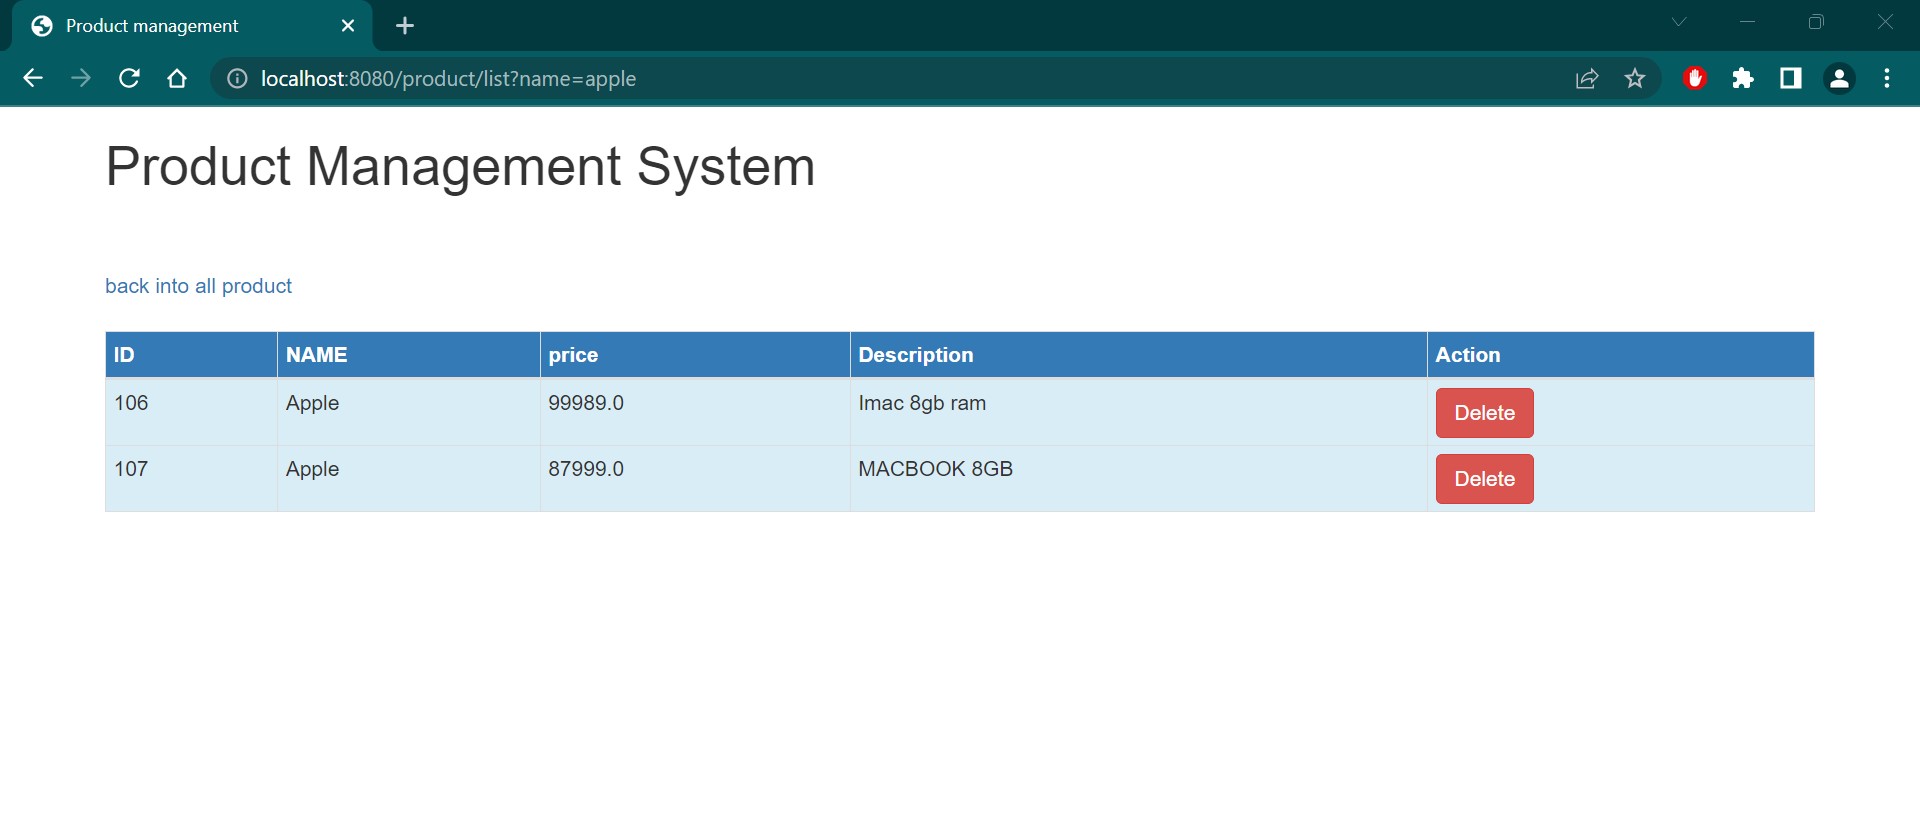 Product management
localhost:8080/product/list?name=apple
Product Management System
back into all product
ID NAME price Description Action
106 Apple 99989.0 Imac 8gb ram Delete
107 Apple 87999.0 MACBOOK 8GB Delete